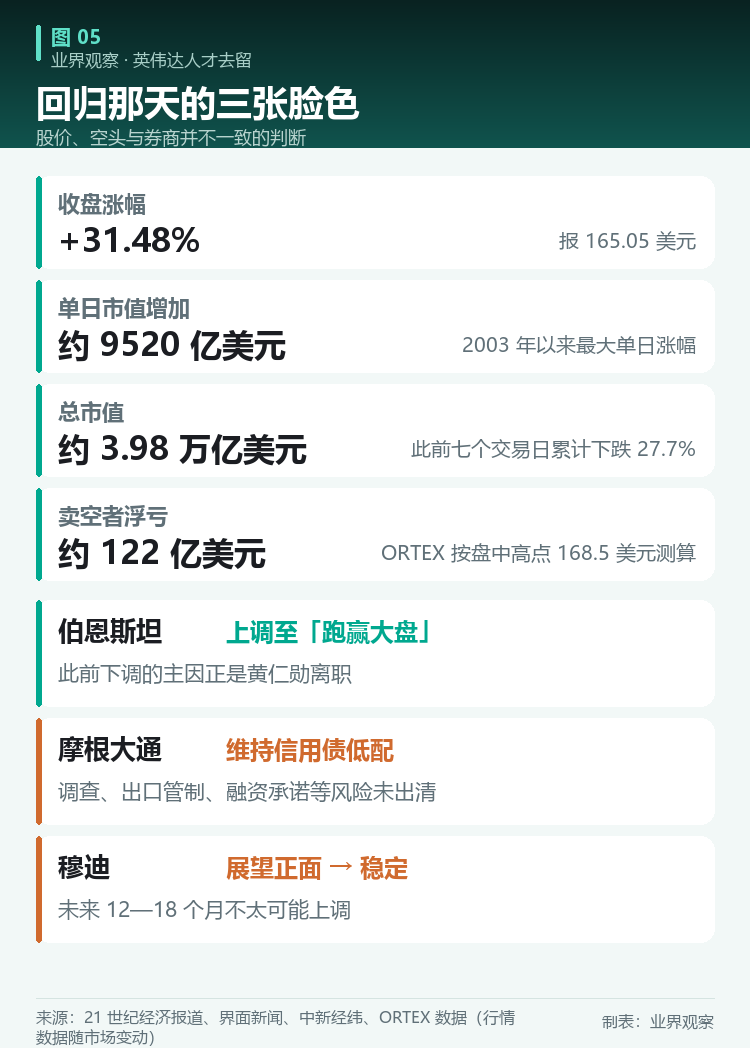 图 05
业界观察 · 英伟达人才去留
回归那天的三张脸色
股价、空头与券商并不一致的判断
收盘涨幅
+31.48%
报 165.05 美元
单日市值增加
约 9520 亿美元
2003 年以来最大单日涨幅
总市值
约 3.98 万亿美元
此前七个交易日累计下跌 27.7%
卖空者浮亏
约 122 亿美元
ORTEX 按盘中高点 168.5 美元测算
伯恩斯坦 上调至「跑赢大盘」
此前下调的主因正是黄仁勋离职
摩根大通 维持信用债低配
调查、出口管制、融资承诺等风险未出清
穆迪 展望正面 → 稳定
未来 12—18 个月不太可能上调
来源：21 世纪经济报道、界面新闻、中新经纬、ORTEX 数据（行情
数据随市场变动）
制表：业界观察